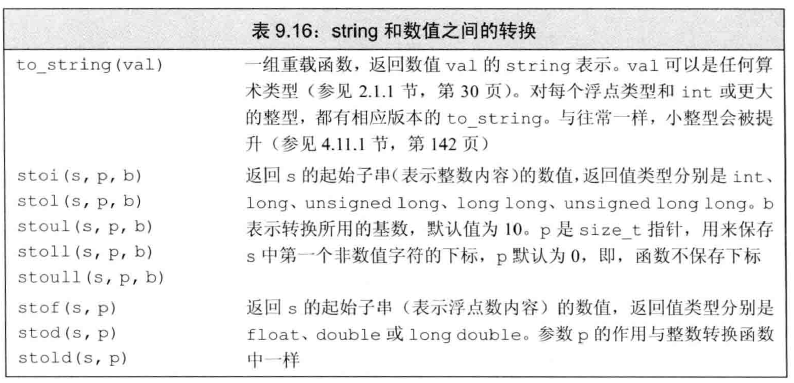 表 9.16：string 和数值之间的转换
to_string(val) 一组重载函数，返回数值 val 的 string 表示。val 可以是任何算
术类型（参见 2.1.1 节，第 30 页）。对每个浮点类型和 int 或更大
的整型，都有相应版本的 to_string。与往常一样，小整型会被提
升（参见 4.11.1 节，第 142 页）
stoi(s, p, b) 返回 s 的起始子串（表示整数内容）的数值，返回值类型分别是 int、
stol(s, p, b) long、unsigned long、long long、unsigned long long。b
stoul(s, p, b) 表示转换所用的基数，默认值为 10。p 是 size_t 指针，用来保存
stoll(s, p, b) s 中第一个非数值字符的下标，p 默认为 0，即，函数不保存下标
stoull(s, p, b)
stof(s, p) 返回 s 的起始子串（表示浮点数内容）的数值，返回值类型分别是
stod(s, p) float、double 或 long double。参数 p 的作用与整数转换函数
stold(s, p) 中一样